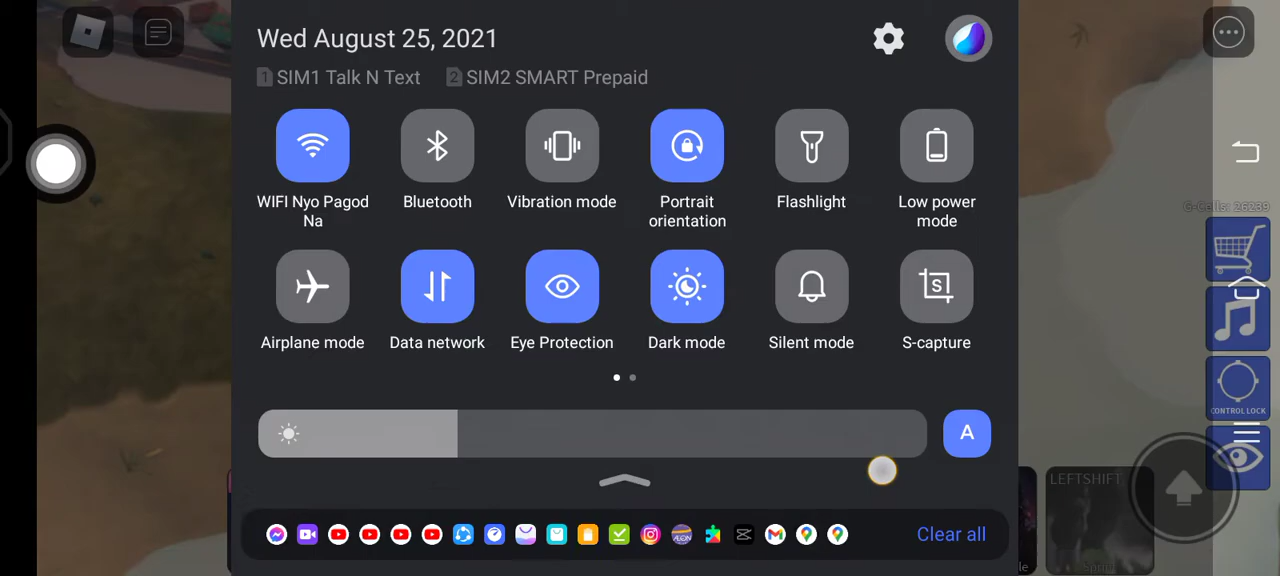 Wed August 25, 2021
1 SIM1 Talk N Text 2 SIM2 SMART Prepaid
WIFI Nyo Pagod
Na
Bluetooth
Vibration mode
Portrait
orientation
Flashlight
Low power
mode
Airplane mode
Data network
Eye Protection
Dark mode
Silent mode
S
S-capture
A
Clear all
CONTROL LOCK
LEFTSHIFT